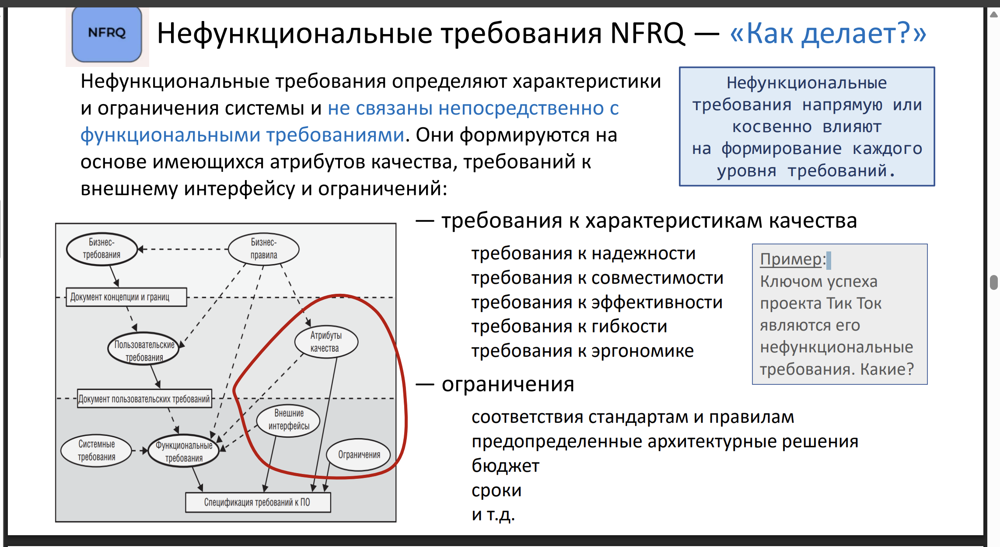 NFRQ
Нефункциональные требования NFRQ — «Как делает?»
Нефункциональные требования определяют характеристики
и ограничения системы и не связаны непосредственно с
функциональными требованиями. Они формируются на
основе имеющихся атрибутов качества, требований к
внешнему интерфейсу и ограничений:
Нефункциональные
требования напрямую или
косвенно влияют
на формирование каждого
уровня требований.
Бизнес-
требования
Бизнес-
правила
Документ концепции и границ
Пользовательские
требования
Атрибуты
качества
Документ пользовательских требований
Внешние
интерфейсы
Системные
требования
Функциональные
требования
Ограничения
Спецификация требований к ПО
— требования к характеристикам качества
требования к надежности
требования к совместимости
требования к эффективности
требования к гибкости
требования к эргономике
Пример:
Ключом успеха
проекта Тик Ток
являются его
нефункциональные
требования. Какие?
— ограничения
соответствия стандартам и правилам
предопределенные архитектурные решения
бюджет
сроки
и т.д.